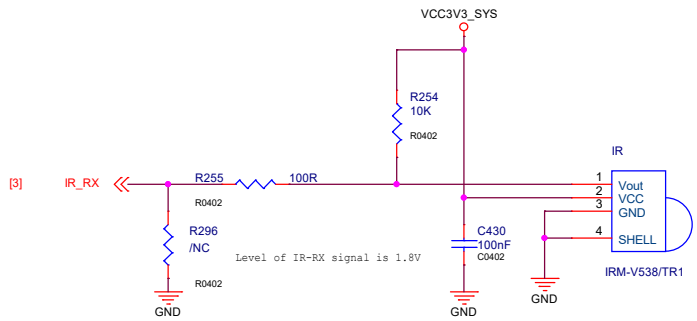 VCC3V3_SYS
R254
10K
R0402
IR
[3] IR_RX R255 100R
R0402
1 Vout
2 VCC
3 GND
4 SHELL
R296
/NC
R0402
C430
100nF
C0402
Level of IR-RX signal is 1.8V
IRM-V538/TR1
GND
GND
GND